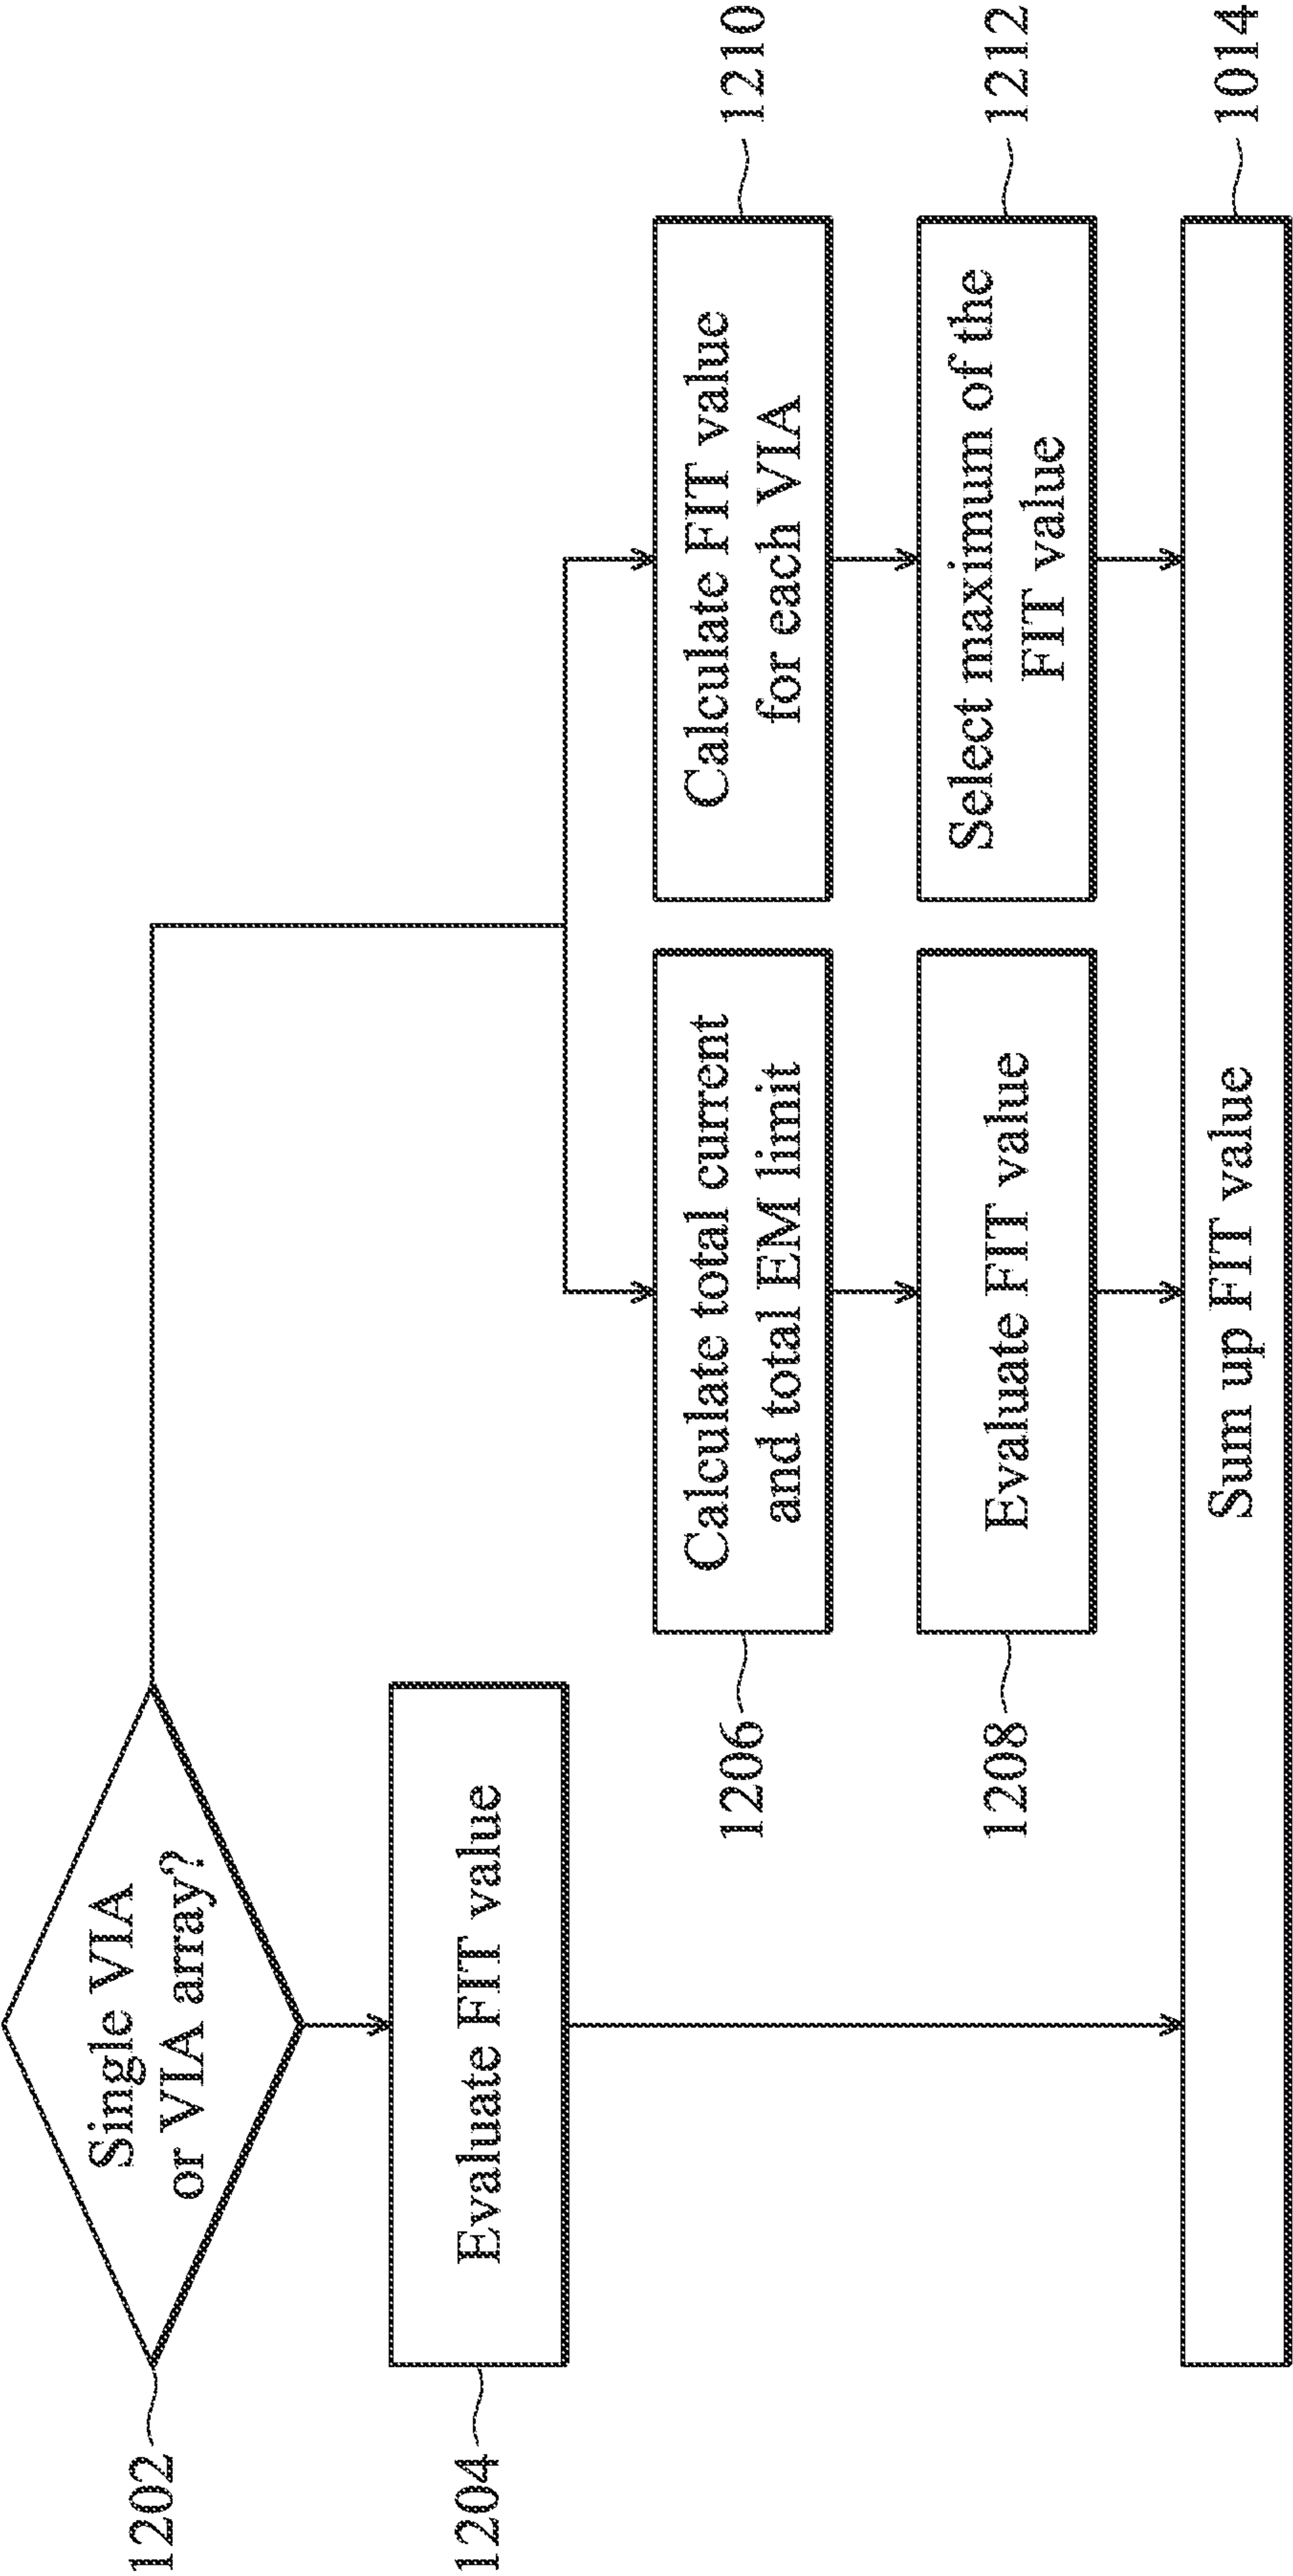 1202
Single VIA
or VIA array?
1204
Evaluate FIT value
1206
Calculate total current
and total EM limit
1210
Calculate FIT value
for each VIA
1208
Evaluate FIT value
1212
Select maximum of the
FIT value
Sum up FIT value
1014